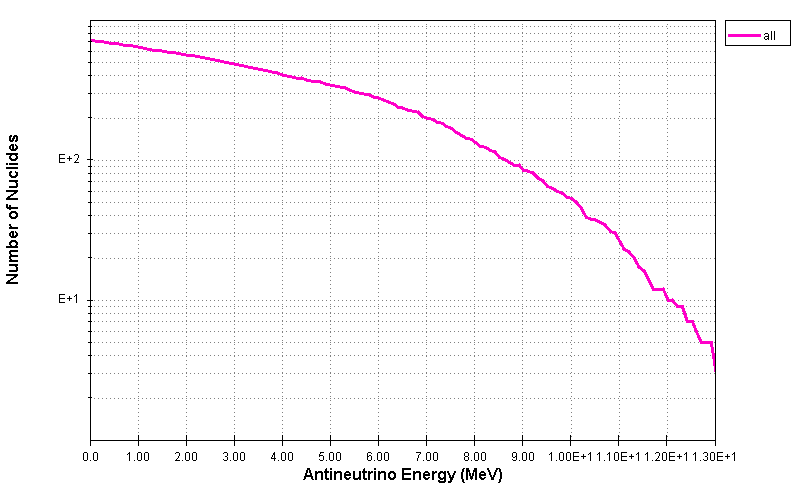 all
Number of Nuclides
E+2
E+1
0.0 1.00 2.00 3.00 4.00 5.00 6.00 7.00 8.00 9.00 1.00E+1 1.10E+1 1.20E+1 1.30E+1
Antineutrino Energy (MeV)